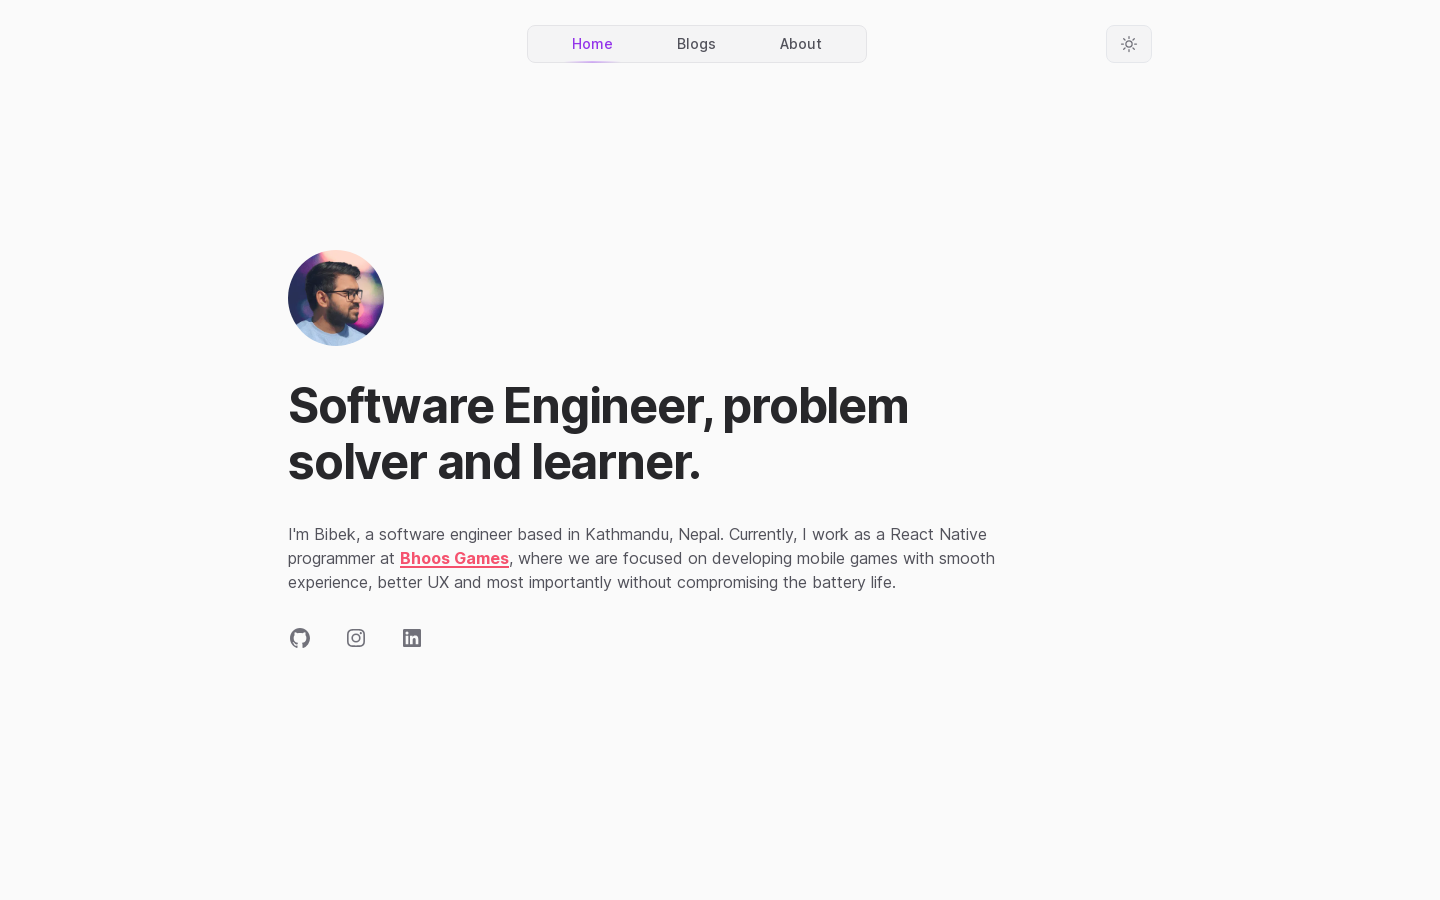 Home
Blogs
About
Software Engineer, problem
solver and learner.
I'm Bibek, a software engineer based in Kathmandu, Nepal. Currently, I work as a React Native
programmer at Bhoos Games, where we are focused on developing mobile games with smooth
experience, better UX and most importantly without compromising the battery life.